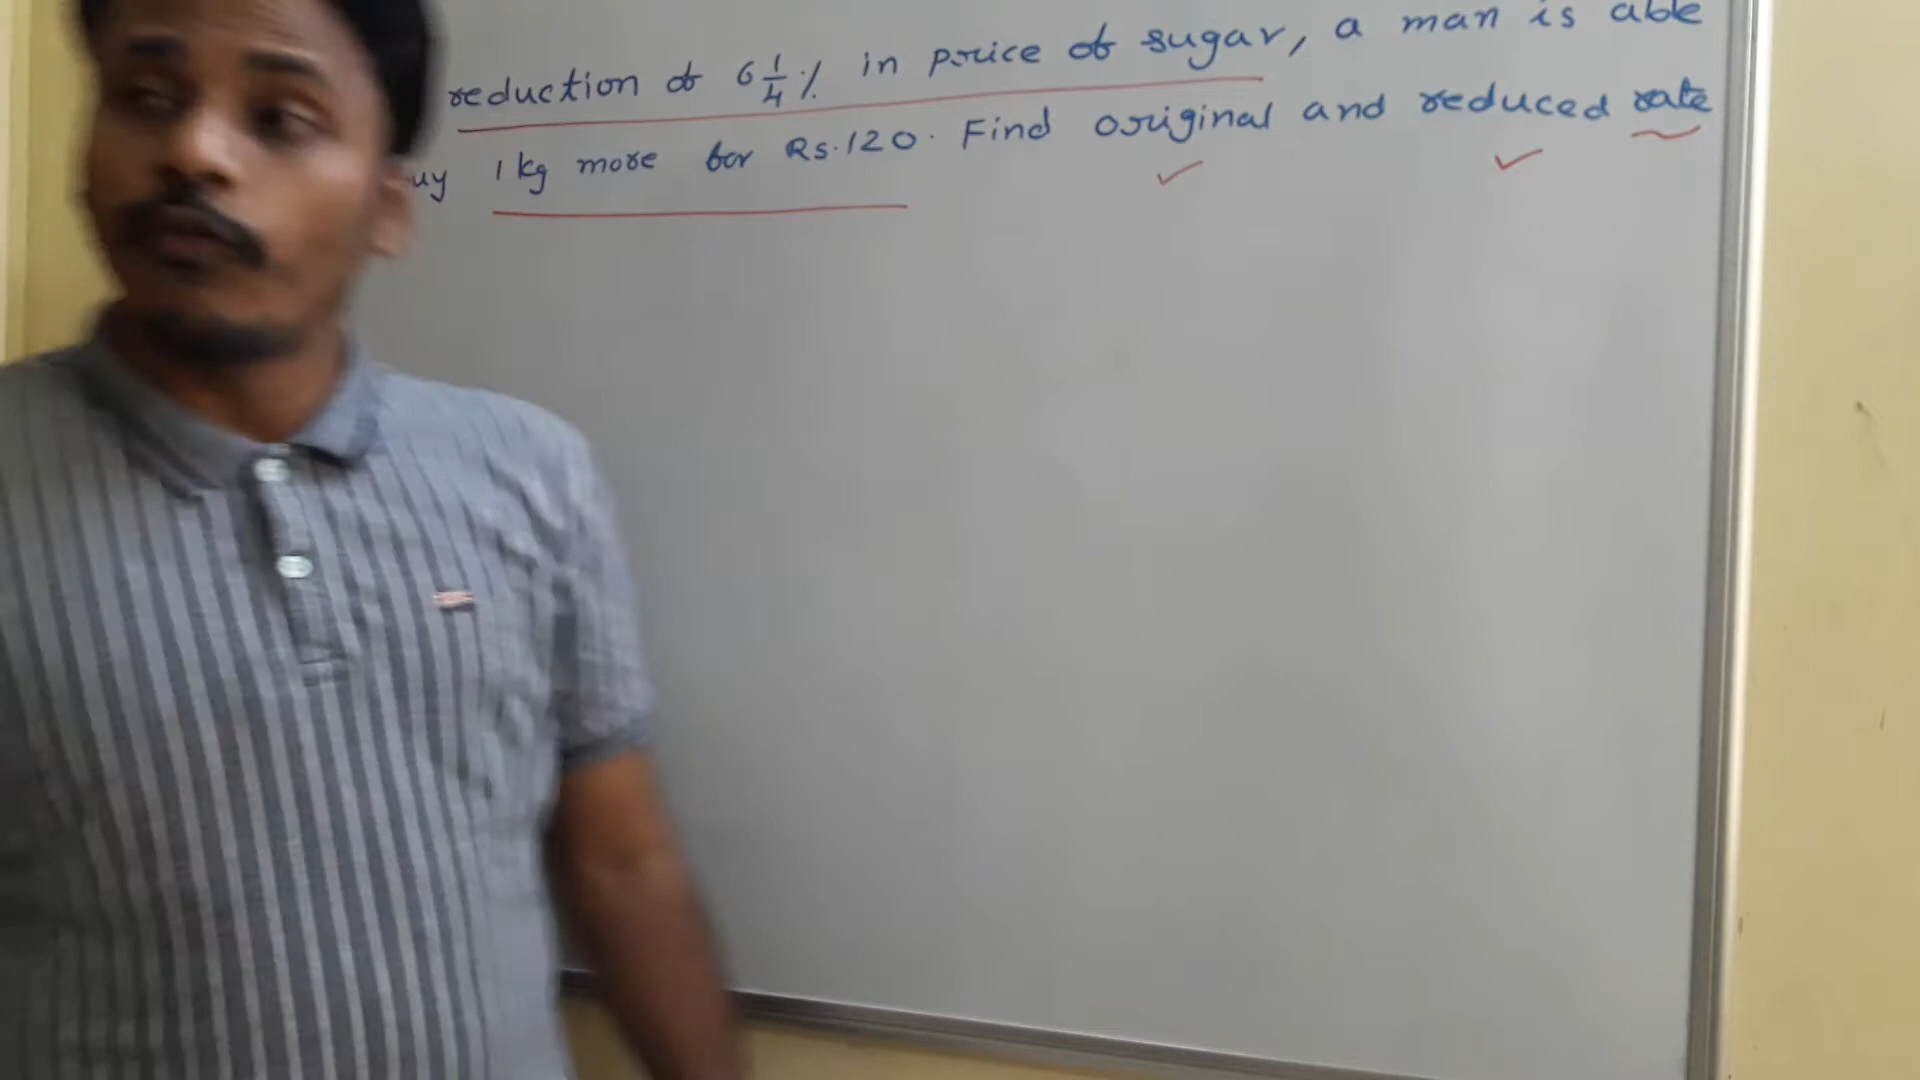 reduction of 6 1/4 % in price of sugar, a man is able
uy 1 kg more for Rs. 120. Find original and reduced rate